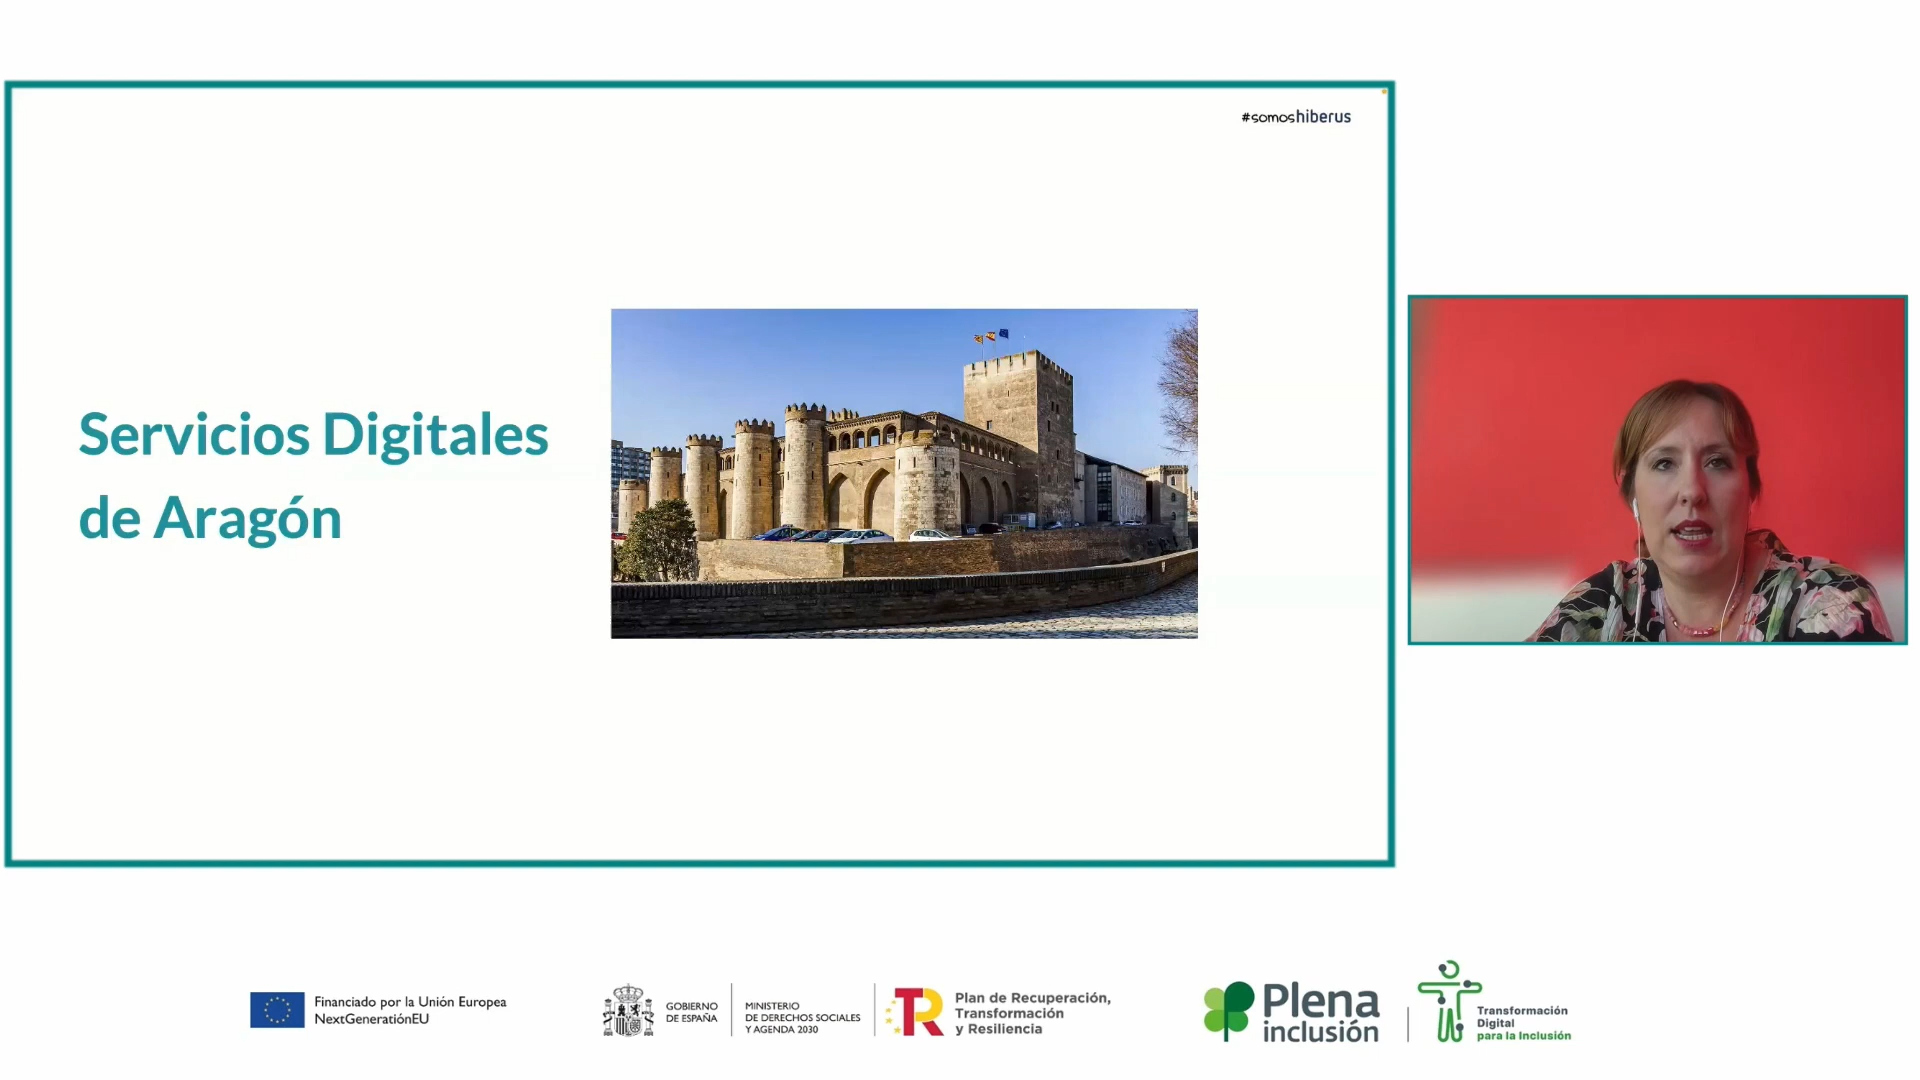 #somoshiberus
Servicios Digitales
de Aragón
Financiado por la Unión Europea
NextGenerationEU
GOBIERNO
DE ESPAÑA
MINISTERIO
DE DERECHOS SOCIALES
Y AGENDA 2030
TR
Plan de Recuperación,
Transformación
y Resiliencia
Plena
inclusión
Transformación
Digital
para la Inclusión